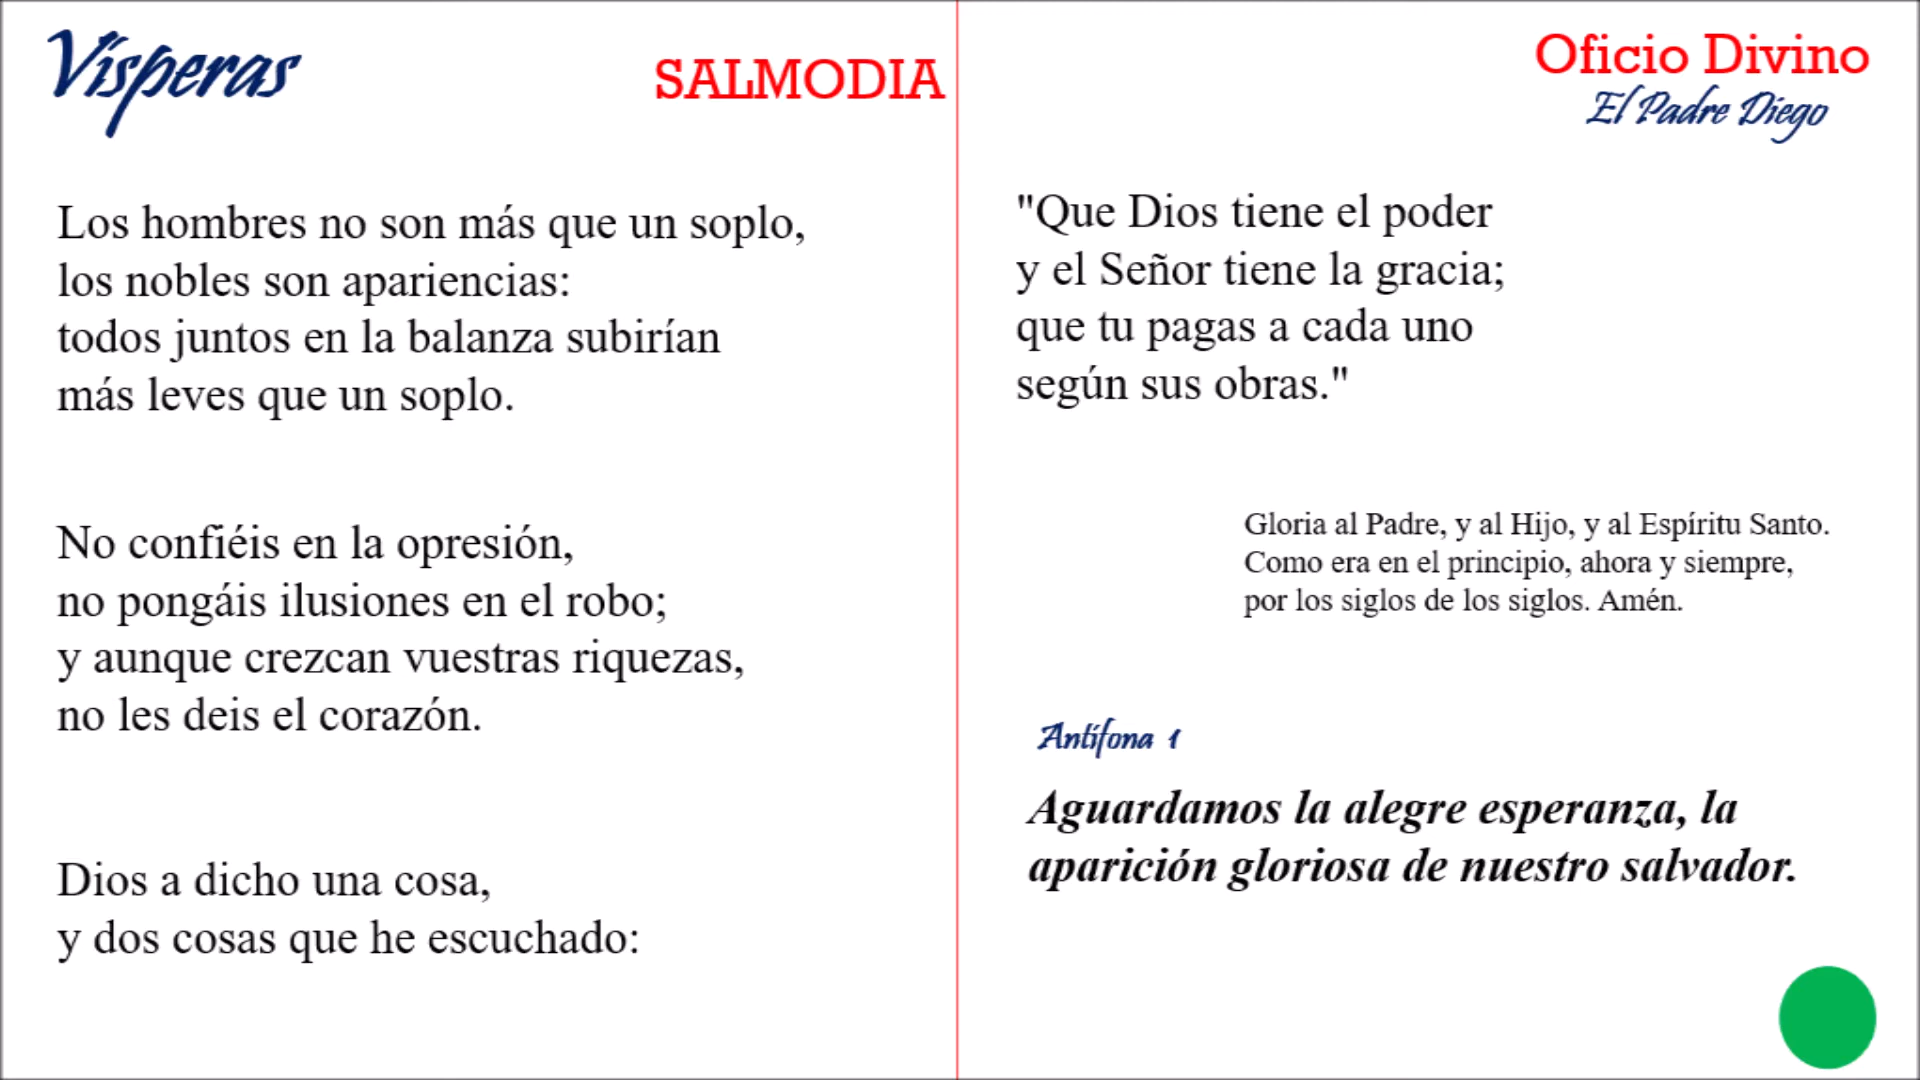 Vísperas
SALMODIA
Los hombres no son más que un soplo,
los nobles son apariencias:
todos juntos en la balanza subirían
más leves que un soplo.
No confiéis en la opresión,
no pongáis ilusiones en el robo;
y aunque crezcan vuestras riquezas,
no les deis el corazón.
Dios a dicho una cosa,
y dos cosas que he escuchado:
Oficio Divino
El Padre Diego
"Que Dios tiene el poder
y el Señor tiene la gracia;
que tu pagas a cada uno
según sus obras."
Gloria al Padre, y al Hijo, y al Espíritu Santo.
Como era en el principio, ahora y siempre,
por los siglos de los siglos. Amén.
Antífona 1
Aguardamos la alegre esperanza, la
aparición gloriosa de nuestro salvador.